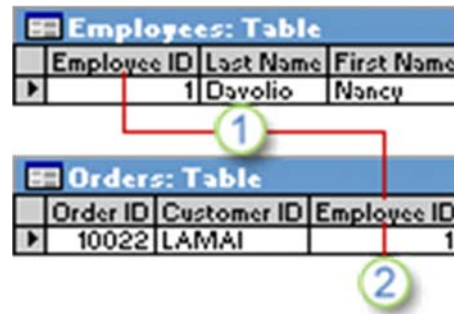 Employees: Table
Employee ID Last Name First Name
1 Davolio Nancy
1
Orders: Table
Order ID Customer ID Employee ID
10022 LAMAI 1
2